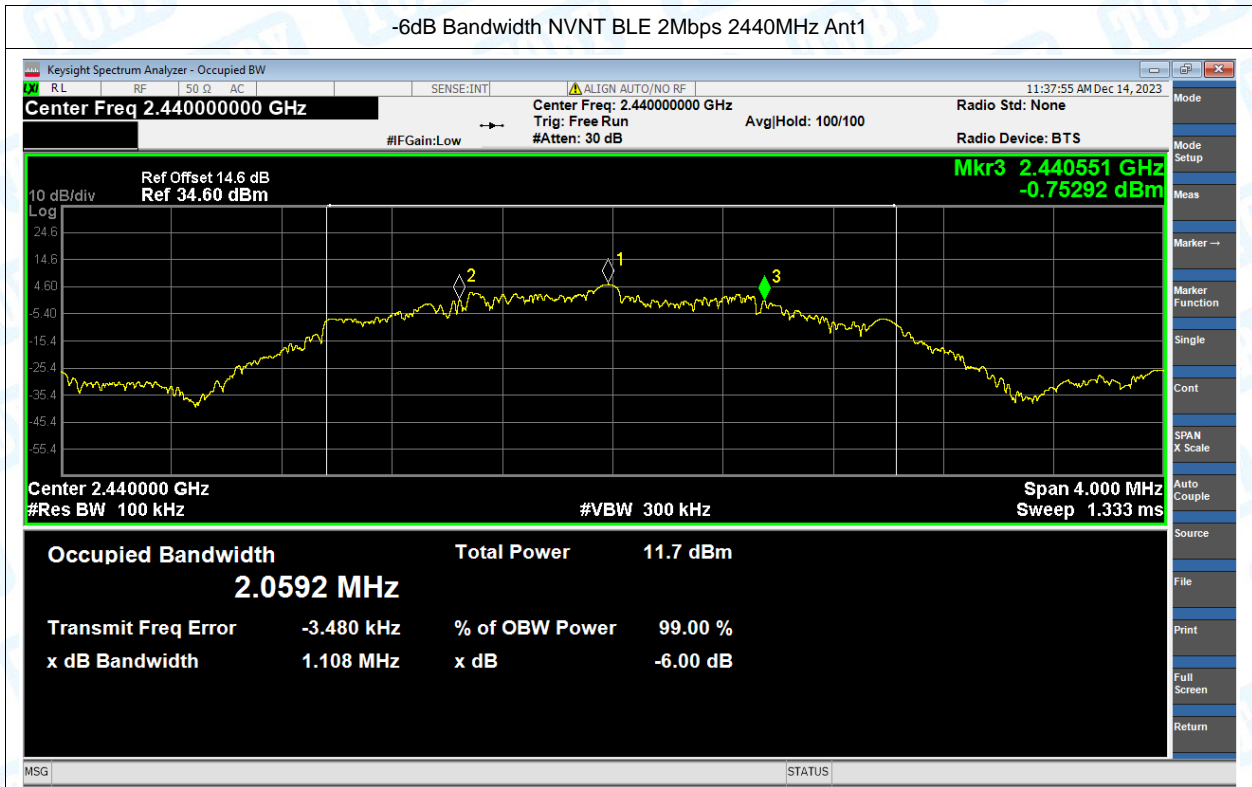 -6dB Bandwidth NVNT BLE 2Mbps 2440MHz Ant1
Keysight Spectrum Analyzer - Occupied BW
LXI RL RF 50 Ω AC SENSE:INT ALIGN AUTO/NO RF 11:37:55 AM Dec 14, 2023
Center Freq 2.440000000 GHz
Center Freq: 2.440000000 GHz
Radio Std: None
Trig: Free Run
Avg|Hold: 100/100
#IFGain:Low
#Atten: 30 dB
Radio Device: BTS
Ref Offset 14.6 dB
Mkr3 2.440551 GHz
10 dB/div
Ref 34.60 dBm
-0.75292 dBm
Log
24.6
14.6
4.60
-5.40
-15.4
-25.4
-35.4
-45.4
-55.4
1
2
3
Center 2.440000 GHz
Span 4.000 MHz
#Res BW 100 kHz
#VBW 300 kHz
Sweep 1.333 ms
Occupied Bandwidth
Total Power 11.7 dBm
2.0592 MHz
Transmit Freq Error -3.480 kHz
% of OBW Power 99.00 %
x dB Bandwidth 1.108 MHz
x dB -6.00 dB
MSG
STATUS
Mode
Mode
Setup
Meas
Marker→
Marker
Function
Single
Cont
SPAN
X Scale
Auto
Couple
Source
File
Print
Full
Screen
Return
TOBY